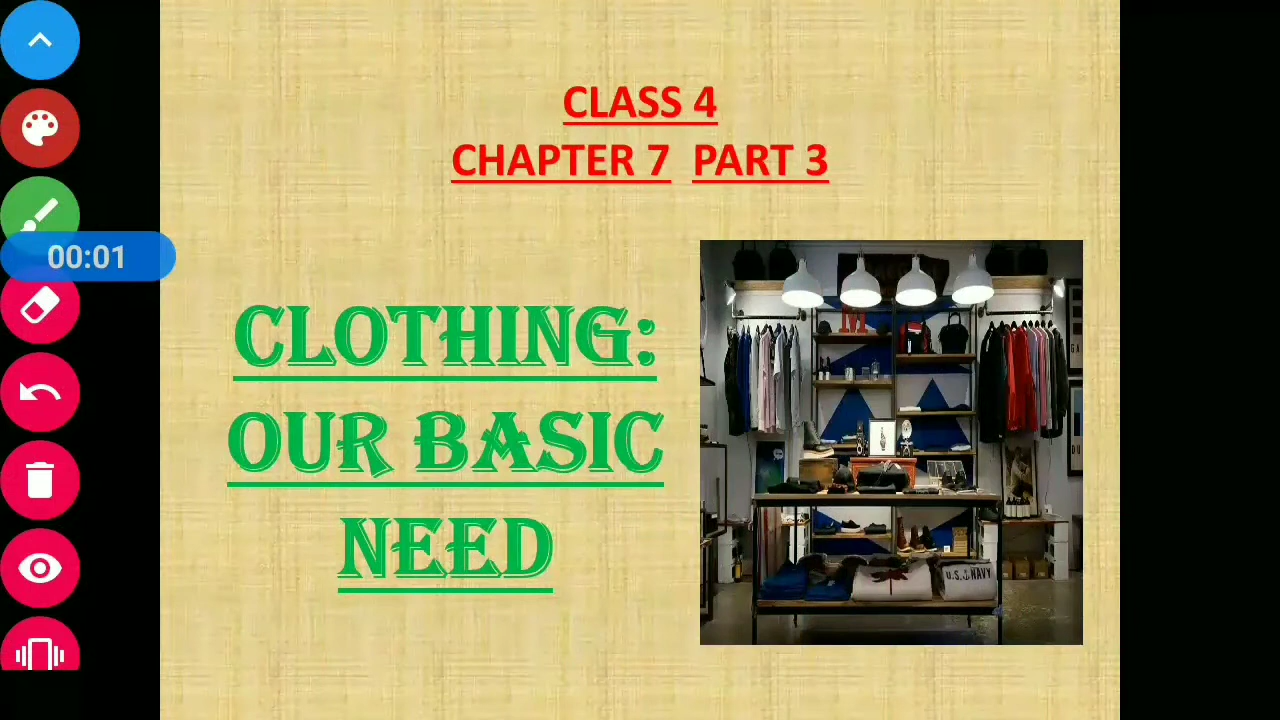 CLASS 4
CHAPTER 7 PART 3
00:01
CLOTHING:
OUR BASIC
NEED
U.S. NAVY